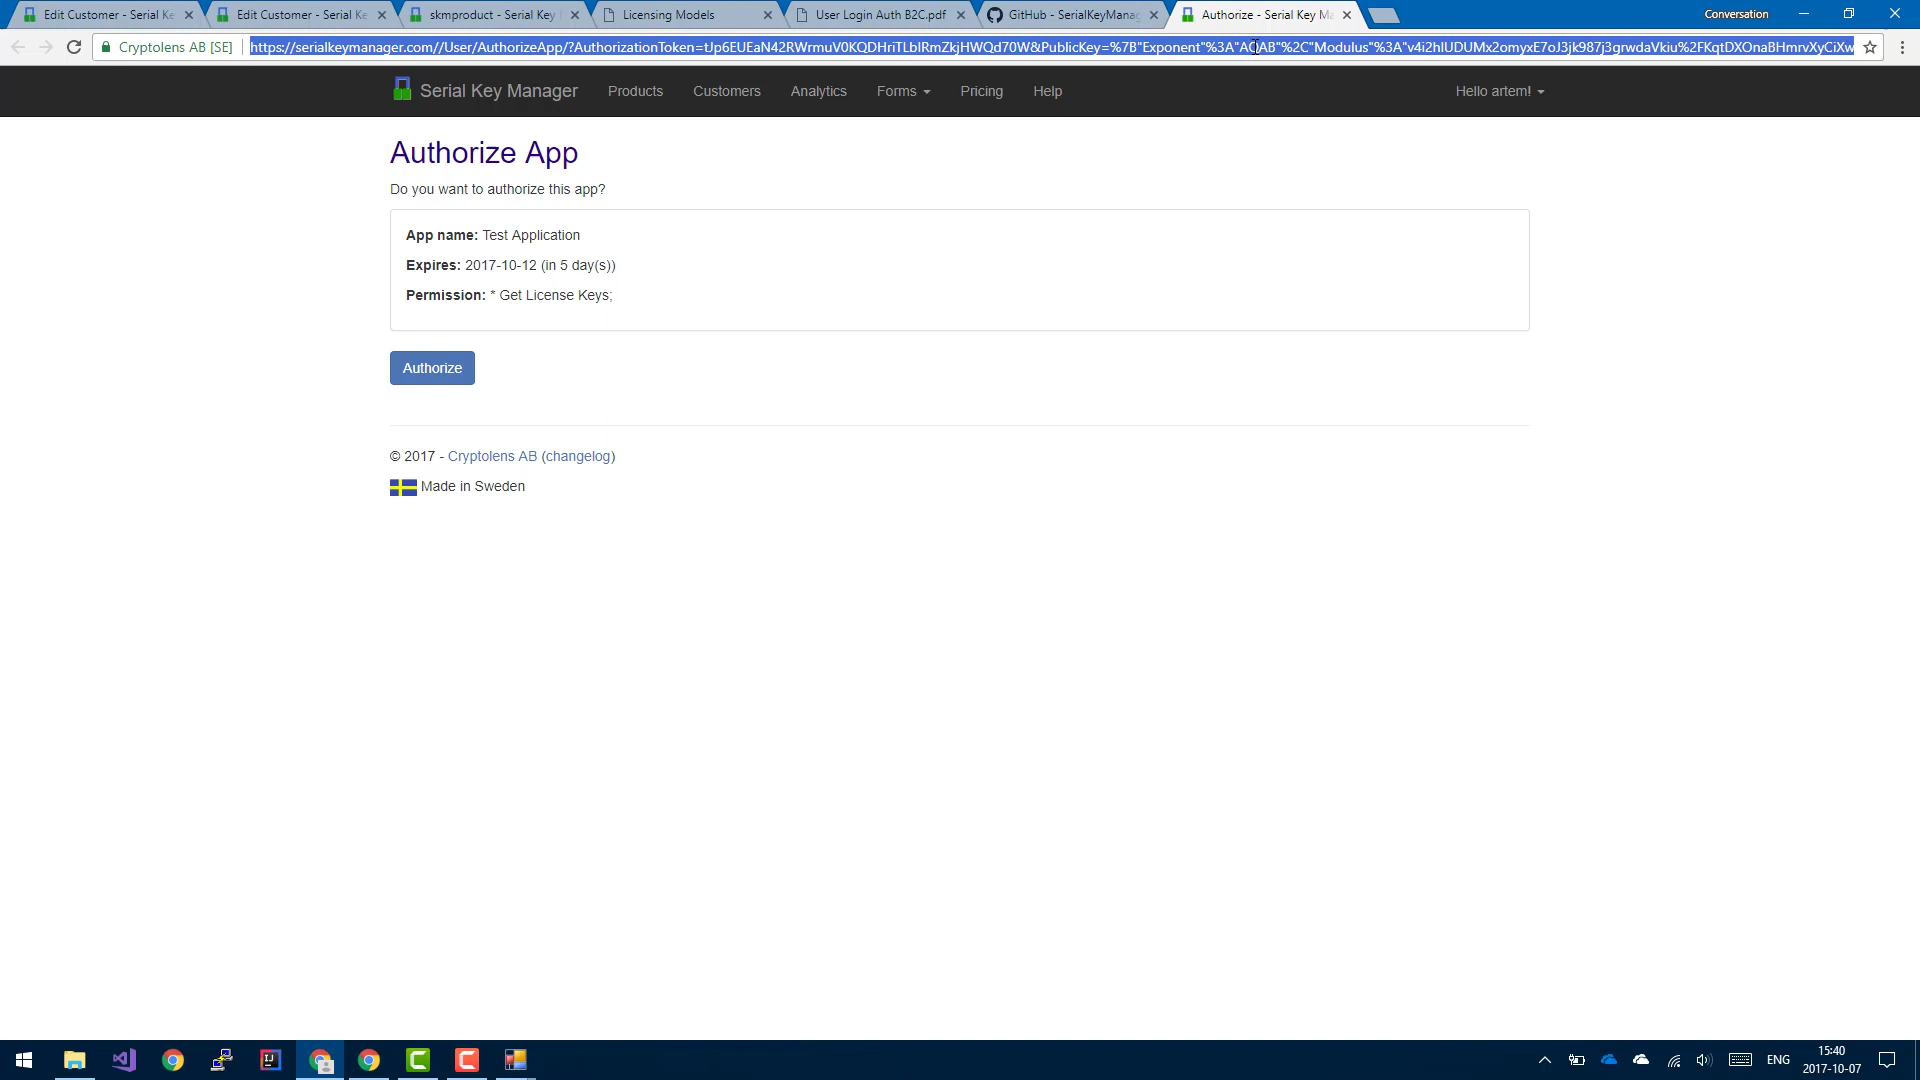 Edit Customer - Serial Ke
Edit Customer - Serial Ke
skmproduct - Serial Key
Licensing Models
User Login Auth B2C.pdf
GitHub - SerialKeyManag
Authorize - Serial Key Ma
Conversation
Cryptolens AB [SE]
https://serialkeymanager.com//User/AuthorizeApp/?AuthorizationToken=tJp6EUEaN42RWrmuV0KQDHriTLblRmZkjHWQd70W&PublicKey=%7B"Exponent"%3A"AQAB"%2C"Modulus"%3A"v4i2hlUDUMx2omyxE7oJ3jk987j3grwdaVkiu%2FKqtDXOnaBHmrvXyCiXw
Serial Key Manager
Products
Customers
Analytics
Forms
Pricing
Help
Hello artem!
Authorize App
Do you want to authorize this app?
App name: Test Application
Expires: 2017-10-12 (in 5 day(s))
Permission: * Get License Keys;
Authorize
© 2017 - Cryptolens AB (changelog)
Made in Sweden
ENG
15:40
2017-10-07